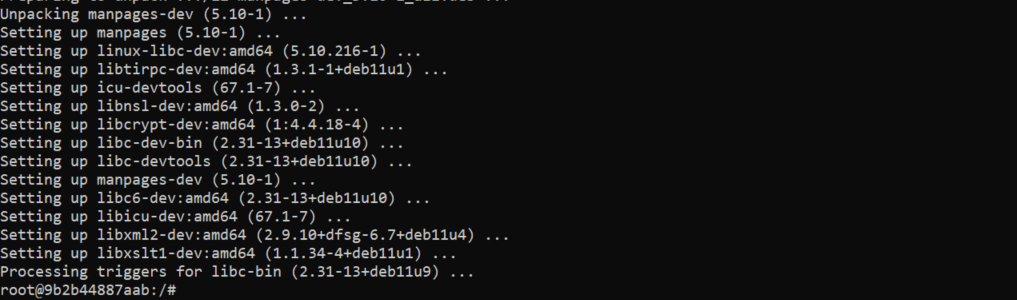 Unpacking manpages-dev (5.10-1) ...
Setting up manpages (5.10-1) ...
Setting up linux-libc-dev:amd64 (5.10.216-1) ...
Setting up libtirpc-dev:amd64 (1.3.1-1+deb11u1) ...
Setting up icu-devtools (67.1-7) ...
Setting up libnsl-dev:amd64 (1.3.0-2) ...
Setting up libcrypt-dev:amd64 (1:4.4.18-4) ...
Setting up libc-dev-bin (2.31-13+deb11u10) ...
Setting up libc-devtools (2.31-13+deb11u10) ...
Setting up manpages-dev (5.10-1) ...
Setting up libc6-dev:amd64 (2.31-13+deb11u10) ...
Setting up libicu-dev:amd64 (67.1-7) ...
Setting up libxml2-dev:amd64 (2.9.10+dfsg-6.7+deb11u4) ...
Setting up libxslt1-dev:amd64 (1.1.34-4+deb11u1) ...
Processing triggers for libc-bin (2.31-13+deb11u9) ...
root@9b2b44887aab:/#